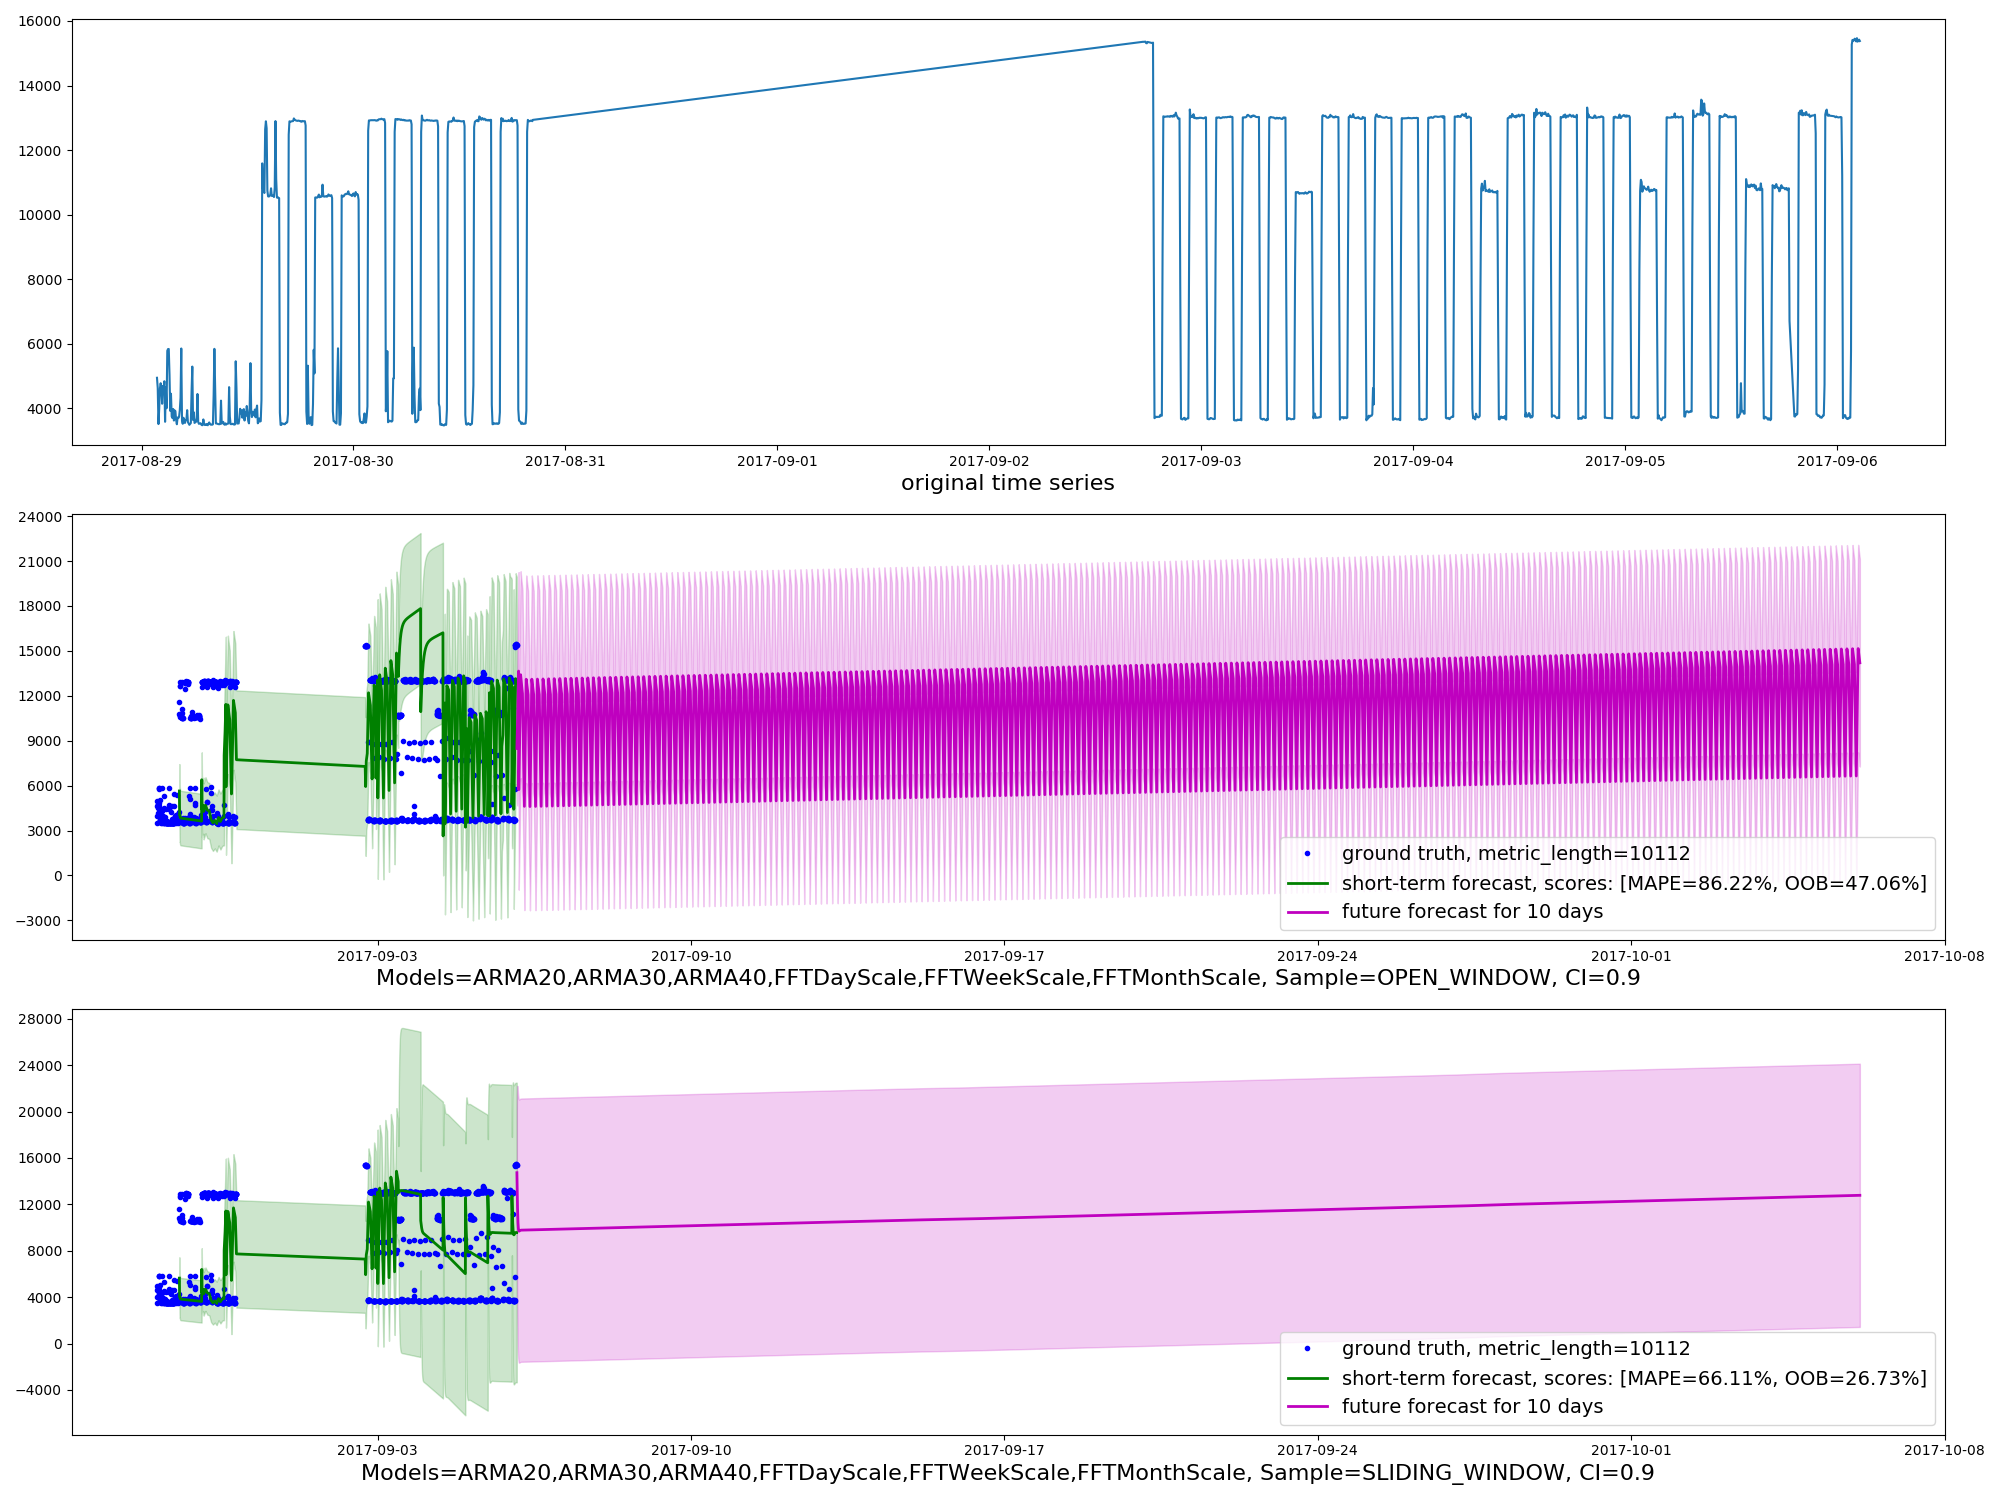 16000
14000
12000
10000
8000
6000
4000
2017-08-29 2017-08-30 2017-08-31 2017-09-01 2017-09-02 2017-09-03 2017-09-04 2017-09-05 2017-09-06
original time series
24000
21000
18000
15000
12000
9000
6000
3000
0
−3000
ground truth, metric_length=10112
short-term forecast, scores: [MAPE=86.22%, OOB=47.06%]
future forecast for 10 days
2017-09-03 2017-09-10 2017-09-17 2017-09-24 2017-10-01 2017-10-08
Models=ARMA20,ARMA30,ARMA40,FFTDayScale,FFTWeekScale,FFTMonthScale, Sample=OPEN_WINDOW, CI=0.9
28000
24000
20000
16000
12000
8000
4000
0
−4000
ground truth, metric_length=10112
short-term forecast, scores: [MAPE=66.11%, OOB=26.73%]
future forecast for 10 days
2017-09-03 2017-09-10 2017-09-17 2017-09-24 2017-10-01 2017-10-08
Models=ARMA20,ARMA30,ARMA40,FFTDayScale,FFTWeekScale,FFTMonthScale, Sample=SLIDING_WINDOW, CI=0.9